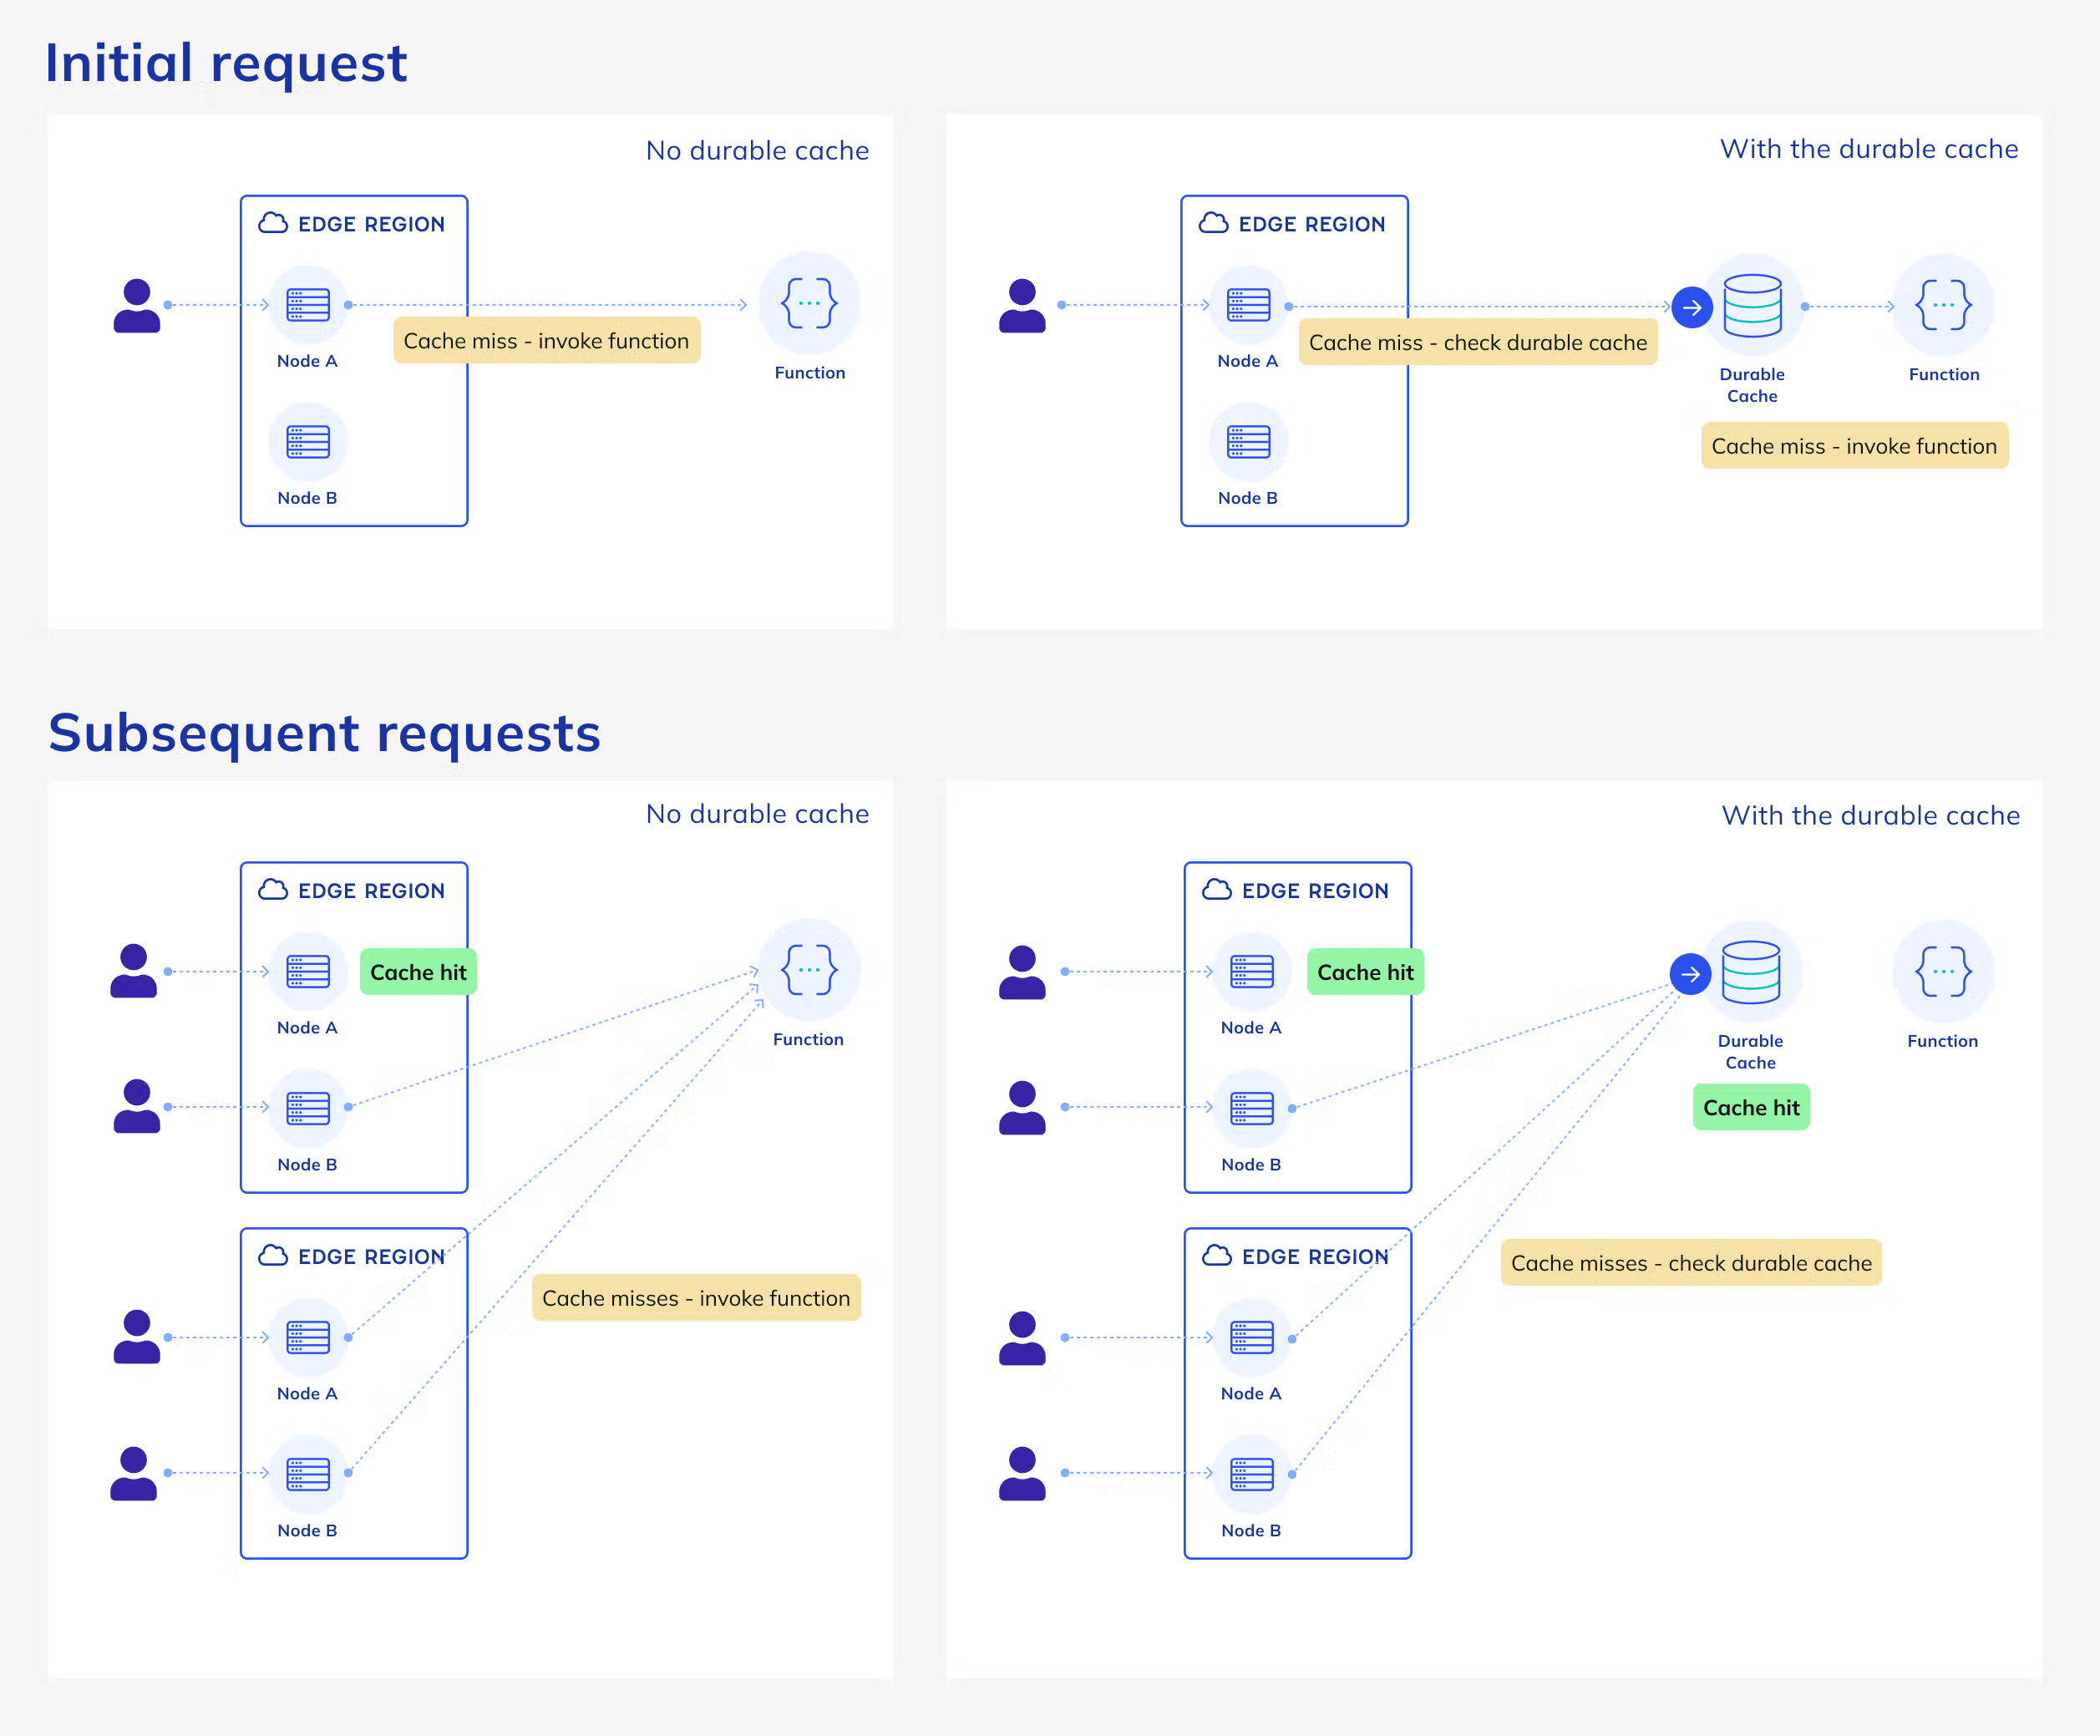 Initial request
No durable cache
EDGE REGION
Node A
Cache miss - invoke function
Function
Node B
With the durable cache
EDGE REGION
Node A
Cache miss - check durable cache
Durable
Cache
Function
Cache miss - invoke function
Node B
Subsequent requests
No durable cache
EDGE REGION
Cache hit
Node A
Function
Node B
EDGE REGION
Cache misses - invoke function
Node A
Node B
With the durable cache
EDGE REGION
Cache hit
Node A
Durable
Cache
Function
Cache hit
Node B
EDGE REGION
Cache misses - check durable cache
Node A
Node B